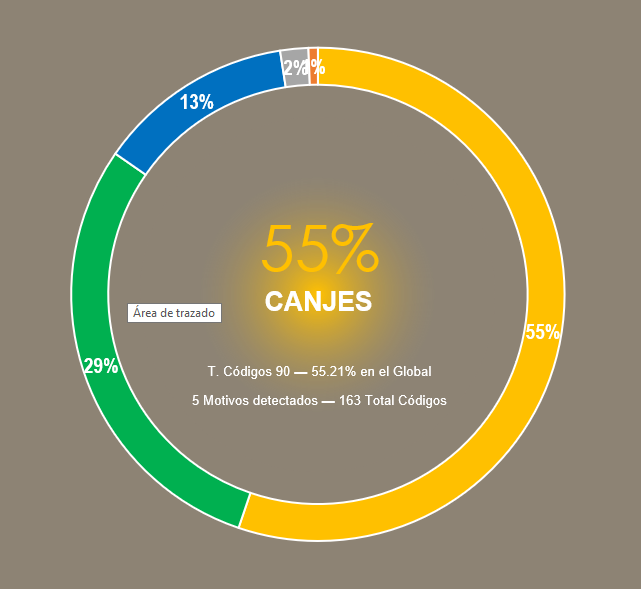 2%
1%
13%
55%
CANJES
Área de trazado
55%
29%
T. Códigos 90 — 55.21% en el Global
5 Motivos detectados — 163 Total Códigos